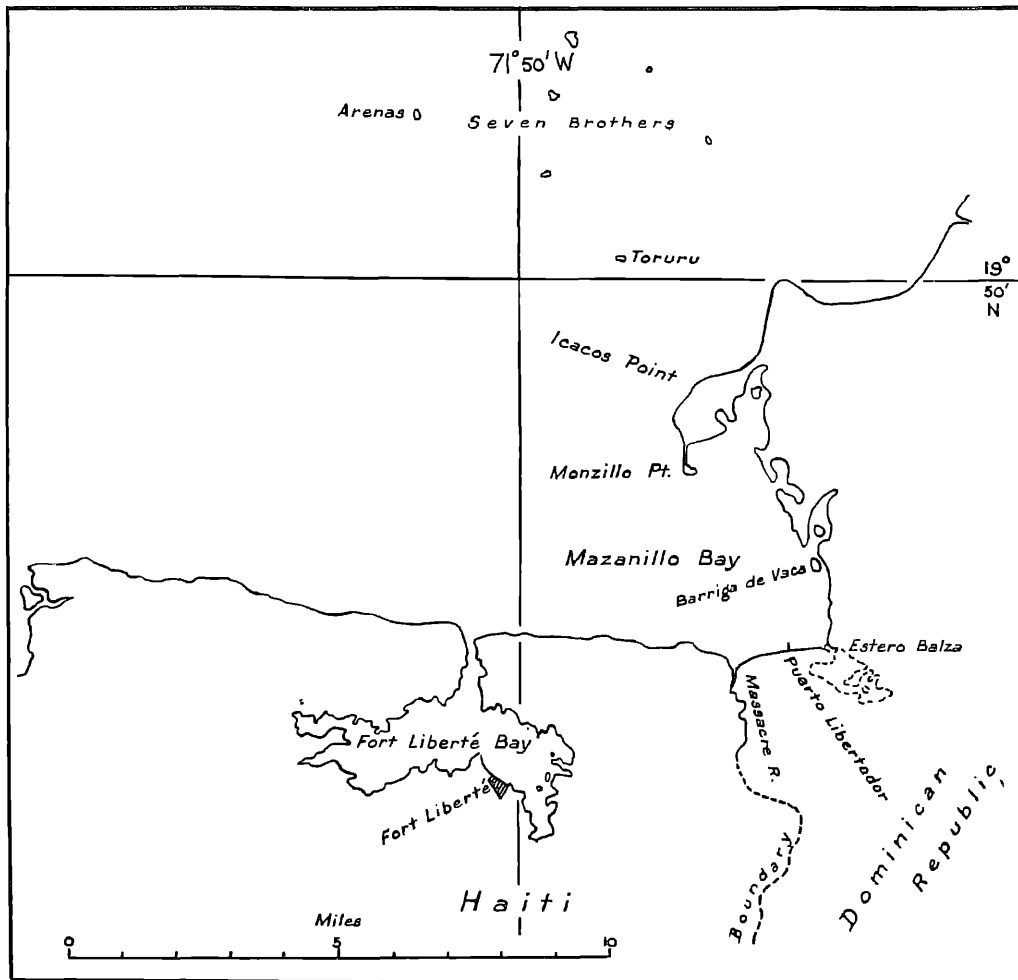 71° 50' W
Arenas
Seven Brothers
Toruru
19°
50'
N
Icacos Point
Monzillo Pt.
Mazanillo Bay
Barriga de Vaca
Estero Balza
Massacre R.
Puerto Libertador
Fort Liberté Bay
Fort Liberté
Dominican
Republic
Boundary
Haiti
Miles
0 5 10